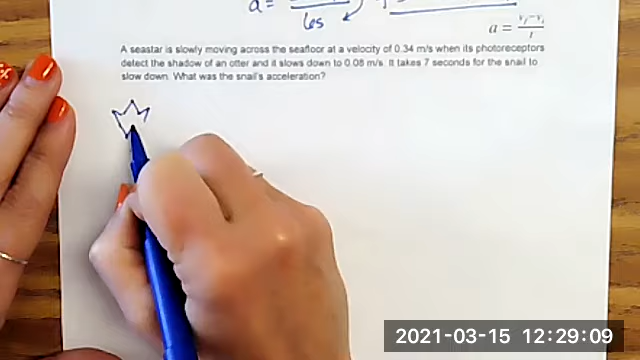 a =
6s
a = vf−vi / t
A seastar is slowly moving across the seafloor at a velocity of 0.34 m/s when its photoreceptors
detect the shadow of an otter and it slows down to 0.08 m/s. It takes 7 seconds for the snail to
slow down. What was the snail's acceleration?
2021-03-15 12:29:09